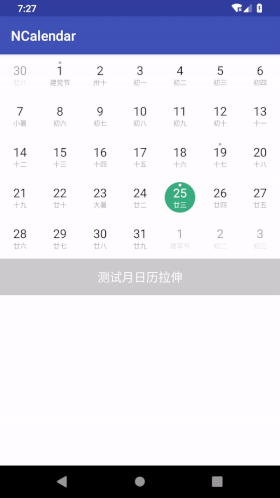 7:27
NCalendar
30 1 2 3 4 5 6
廿八 建党节 卅十 初一 初二 初三 初四
7 8 9 10 11 12 13
小暑 初六 初七 初八 初九 初十 十一
14 15 16 17 18 19 20
十二 十三 十四 十五 十六 十七 十八
21 22 23 24 25 26 27
十九 廿十 大暑 廿二 廿三 廿四 廿五
28 29 30 31 1 2 3
廿六 廿七 廿八 廿九 建军节 初二 初三
测试月日历拉伸